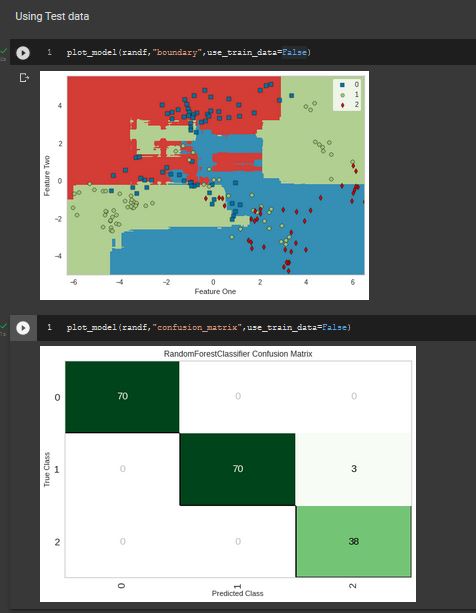 Using Test data
1 plot_model(randf,"boundary",use_train_data=False)
0
1
2
4
2
0
−2
−4
Feature Two
−6 −4 −2 0 2 4 6
Feature One
1 plot_model(randf,"confusion_matrix",use_train_data=False)
RandomForestClassifier Confusion Matrix
0 70 0 0
1 0 70 3
2 0 0 38
True Class
0 1 2
Predicted Class